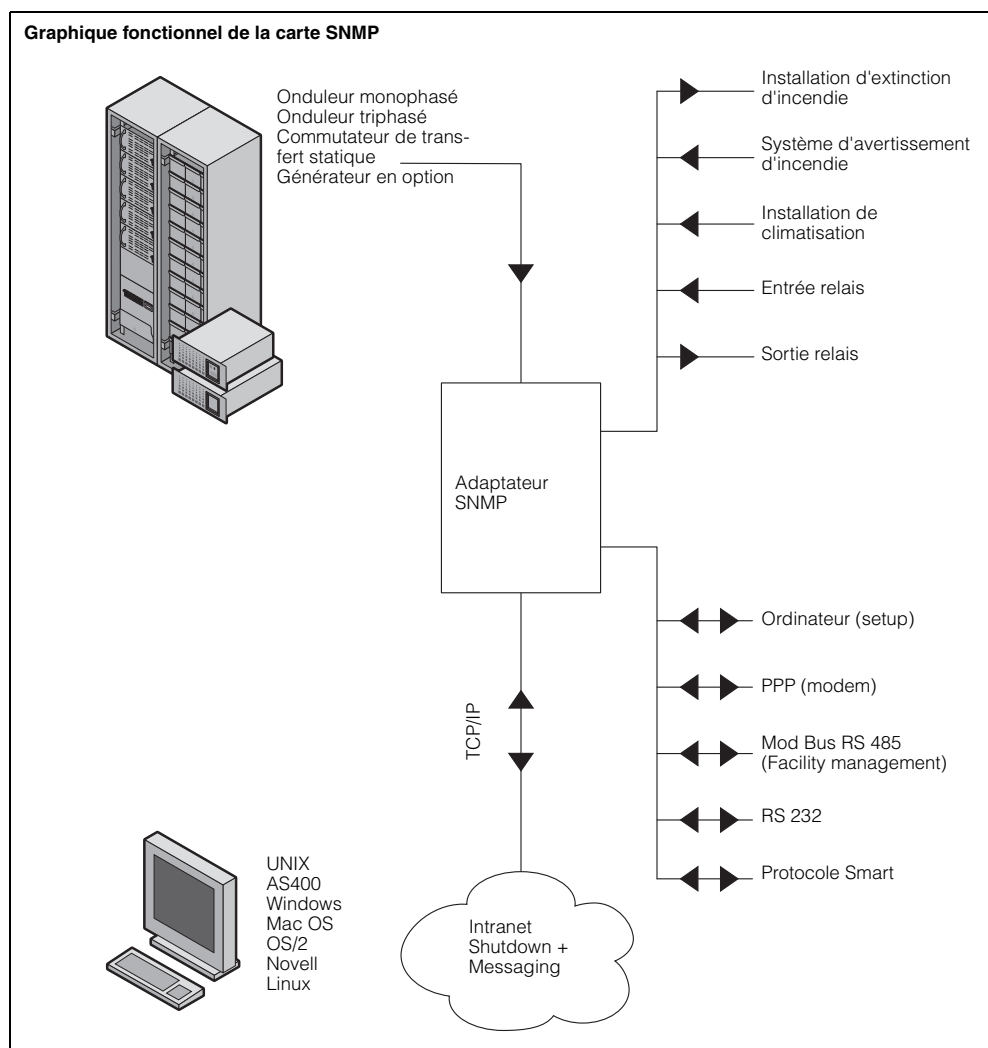 Graphique fonctionnel de la carte SNMP
Onduleur monophasé
Onduleur triphasé
Commutateur de trans-
fert statique
Générateur en option
Installation d'extinction
d'incendie
Système d'avertissement
d'incendie
Installation de
climatisation
Entrée relais
Sortie relais
Adaptateur
SNMP
Ordinateur (setup)
PPP (modem)
Mod Bus RS 485
(Facility management)
RS 232
Protocole Smart
TCP/IP
UNIX
AS400
Windows
Mac OS
OS/2
Novell
Linux
Intranet
Shutdown +
Messaging